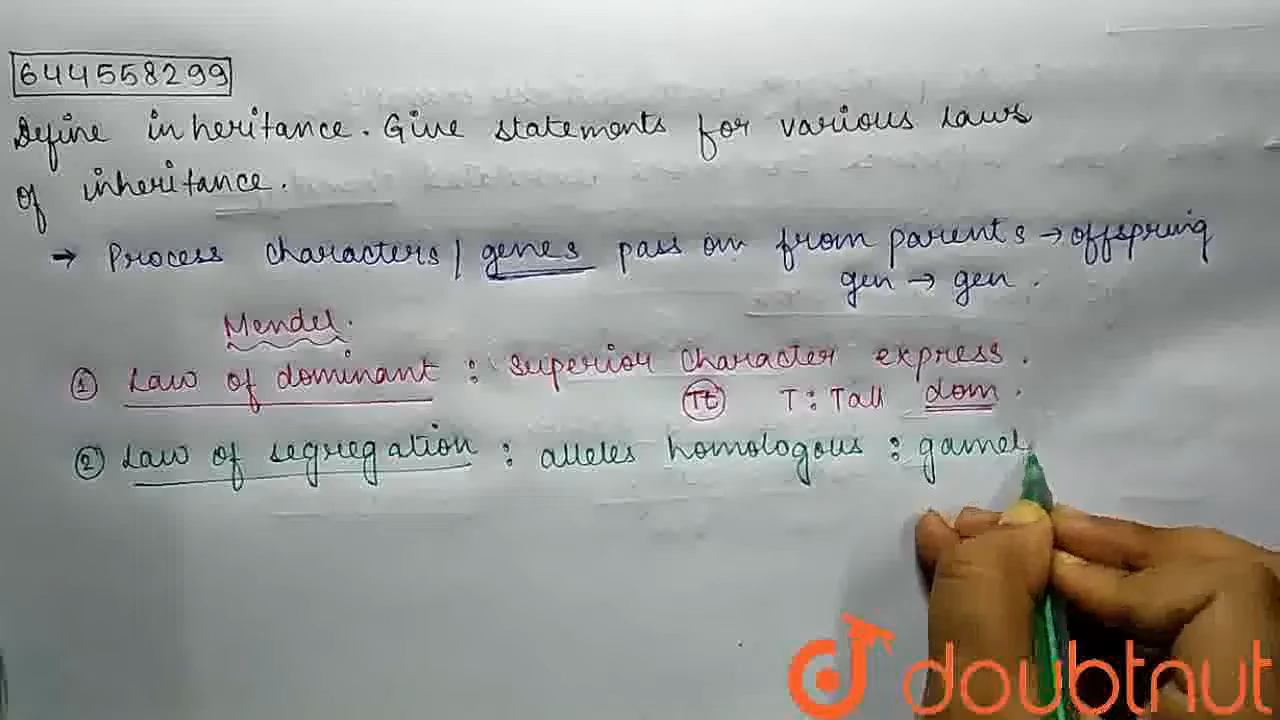 644558299
Define inheritance. Give statements for various laws
of inheritance.
→ Process characters / genes pass on from parents → offspring
gen → gen.
Mendel.
① Law of dominant : superior character express.
Tt T : Tall dom.
② Law of segregation : alleles homologous : gamet
doubtnut